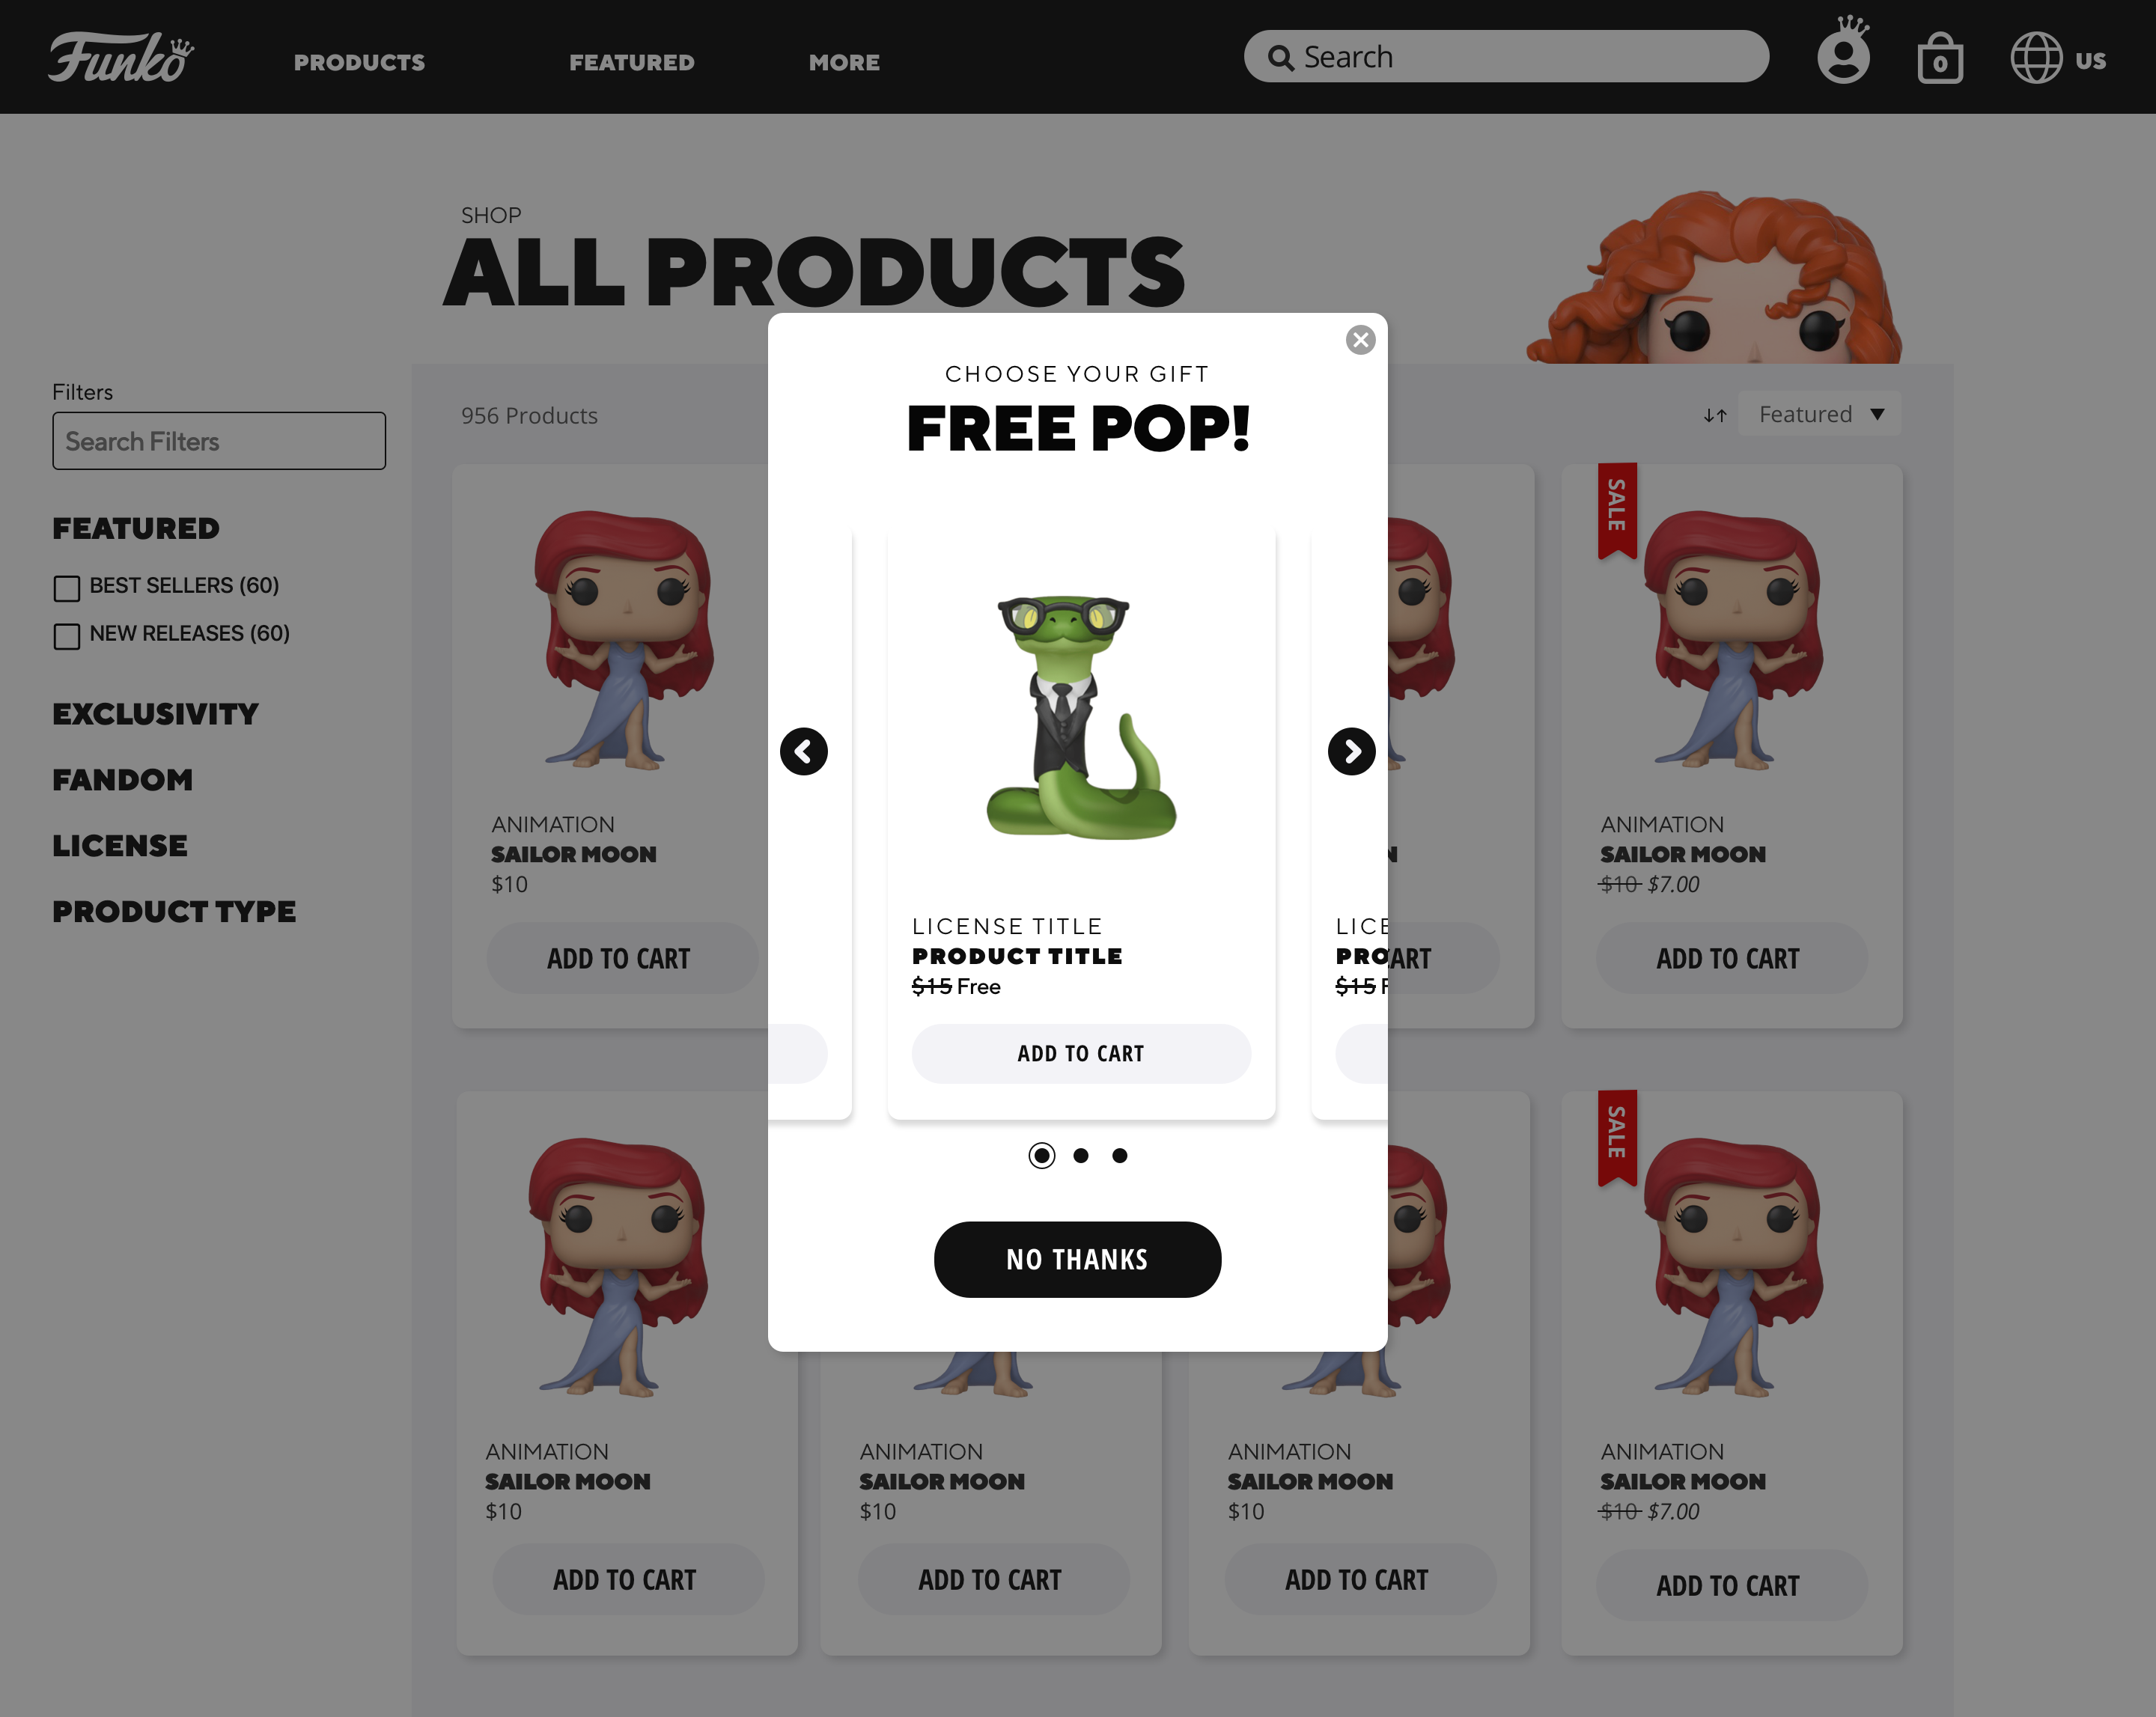 Funko
PRODUCTS
FEATURED
MORE
Search
0
US
SHOP
ALL PRODUCTS
Filters
Search Filters
FEATURED
BEST SELLERS (60)
NEW RELEASES (60)
EXCLUSIVITY
FANDOM
LICENSE
PRODUCT TYPE
956 Products
Featured
ANIMATION
SAILOR MOON
$10
ADD TO CART
CHOOSE YOUR GIFT
FREE POP!
LICENSE TITLE
PRODUCT TITLE
$15 Free
ADD TO CART
NO THANKS
LICE
PRO
$15 F
N
ART
SALE
ANIMATION
SAILOR MOON
$10 $7.00
ADD TO CART
ANIMATION
SAILOR MOON
$10
ADD TO CART
ANIMATION
SAILOR MOON
$10
ADD TO CART
ANIMATION
SAILOR MOON
$10
ADD TO CART
SALE
ANIMATION
SAILOR MOON
$10 $7.00
ADD TO CART